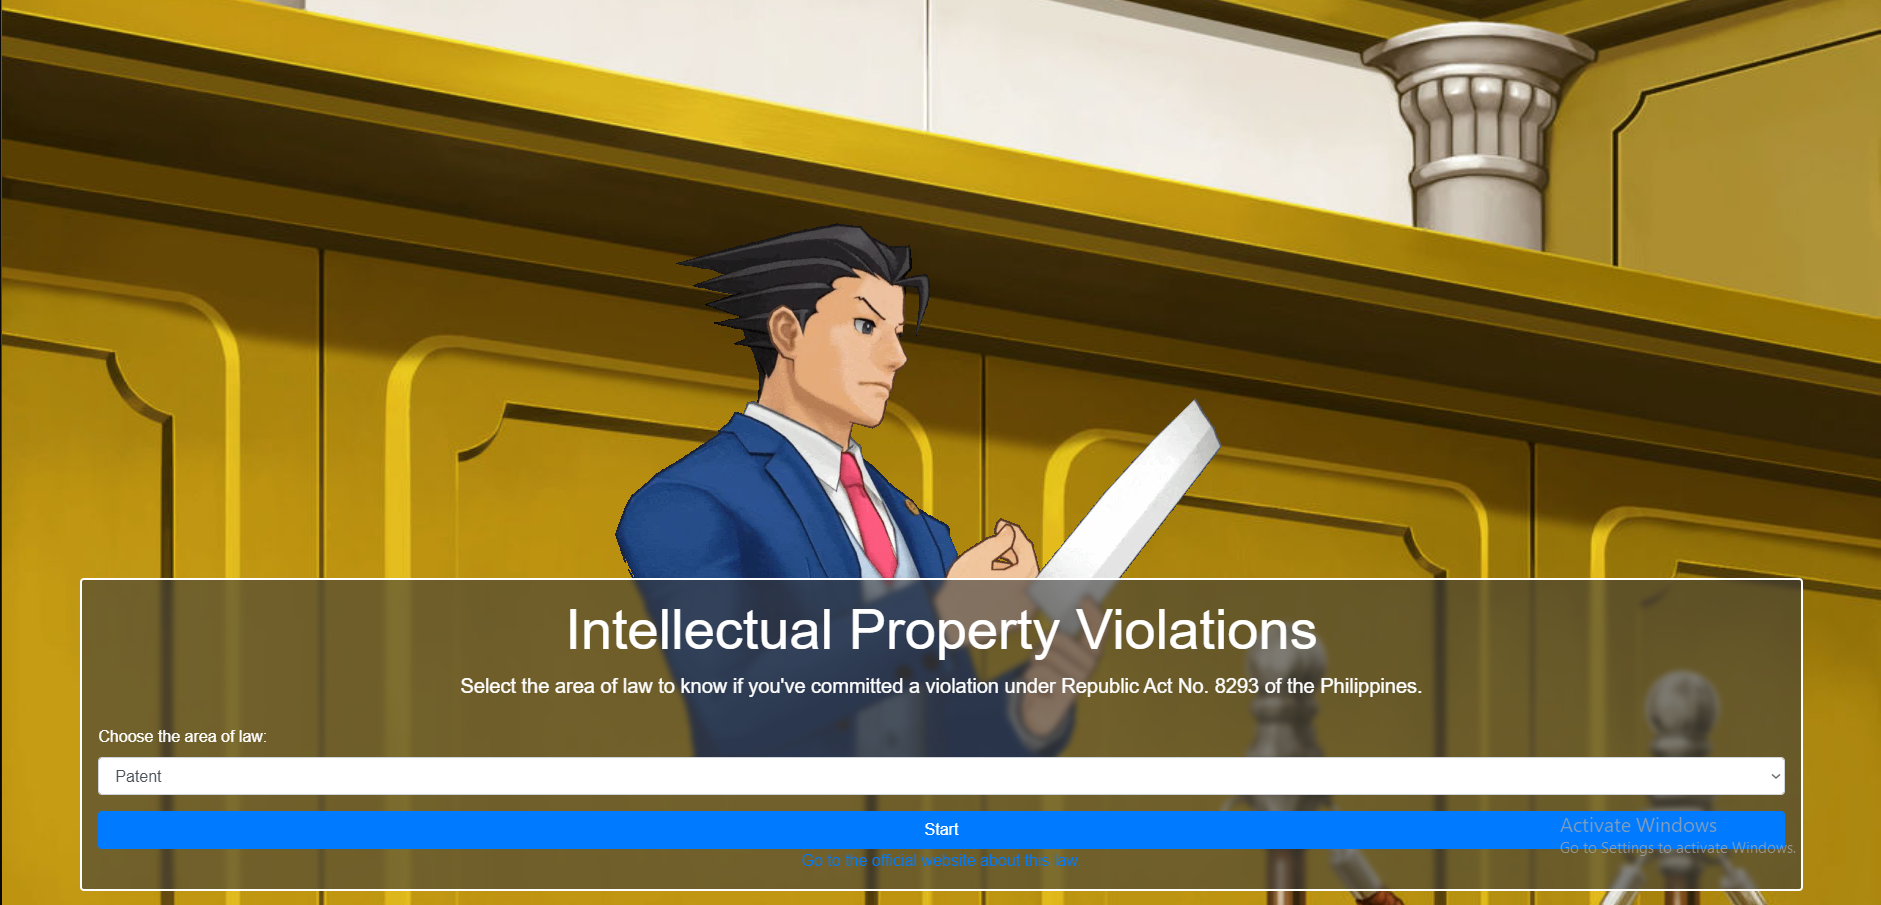 Intellectual Property Violations
Select the area of law to know if you've committed a violation under Republic Act No. 8293 of the Philippines.
Choose the area of law:
Patent
Start
Go to the official website about this law
Activate Windows
Go to Settings to activate Windows.